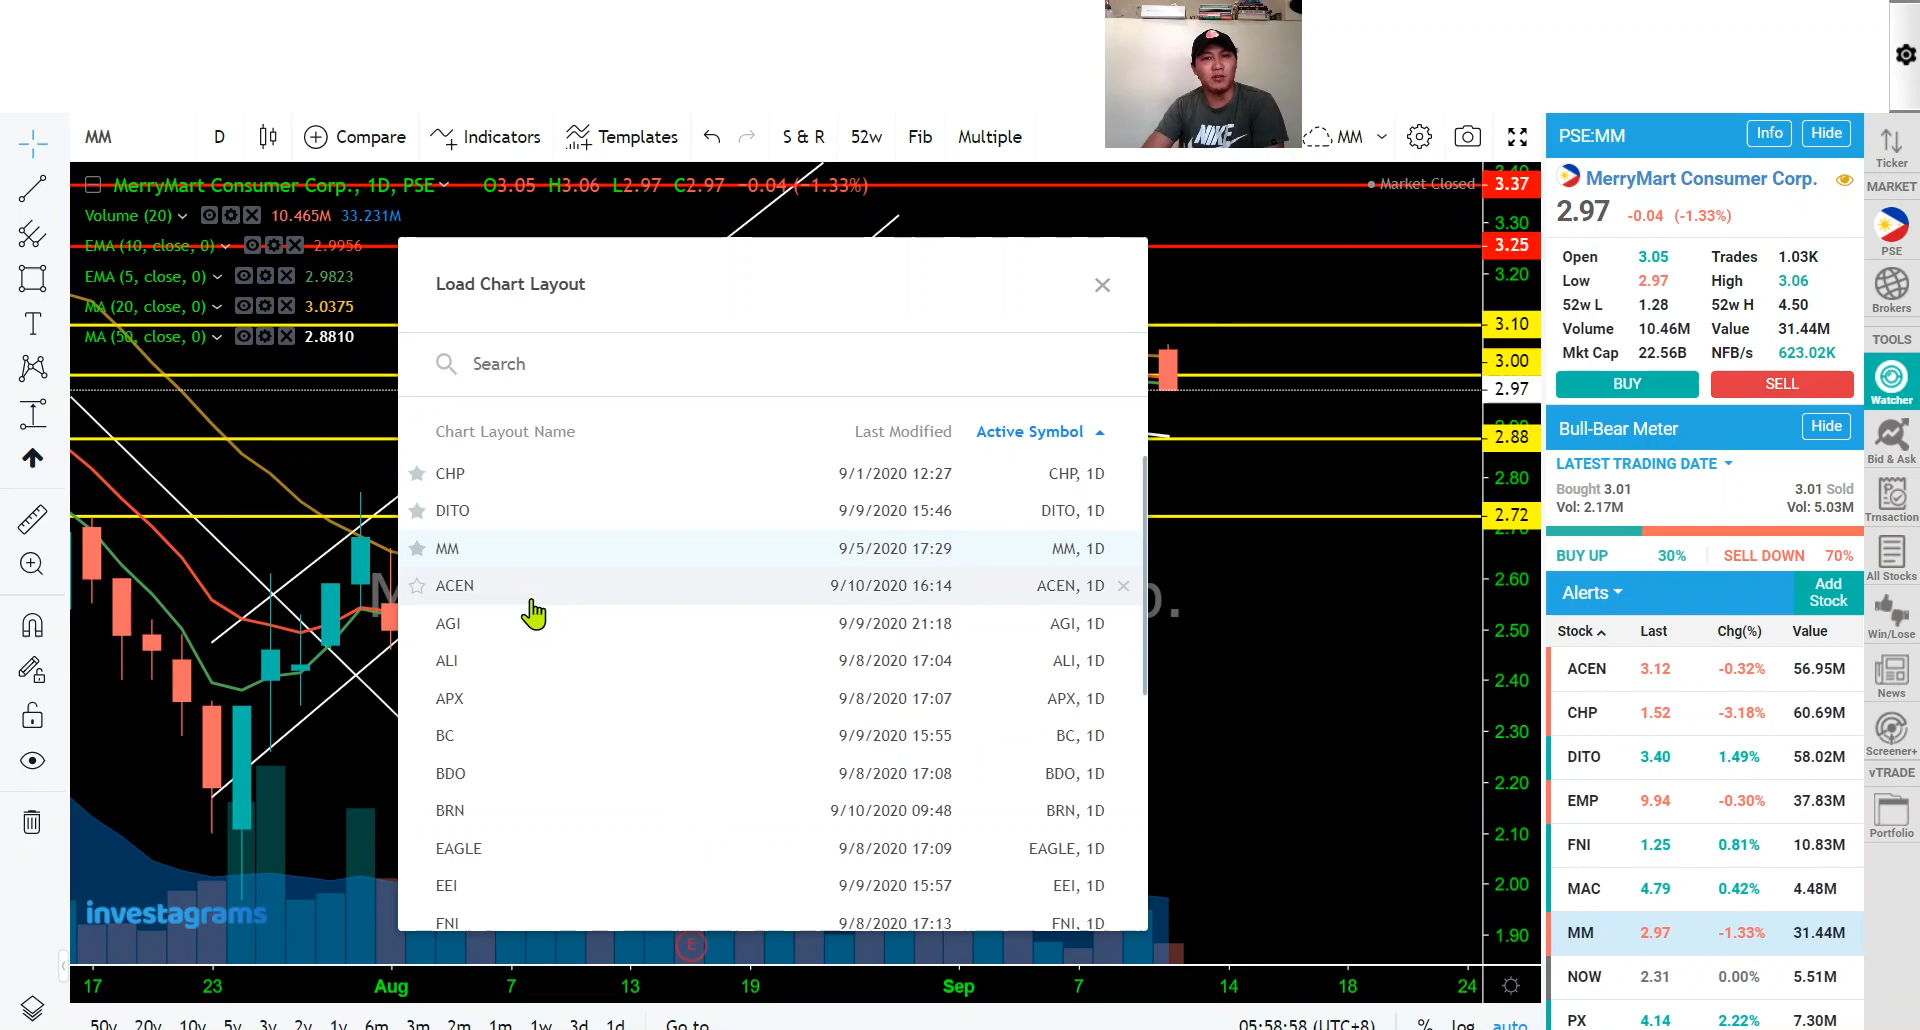 NIKE
MM
D
Compare
Indicators
Templates
S & R
52w
Fib
Multiple
MM
MerryMart Consumer Corp., 1D, PSE
O3.05 H3.06 L2.97 C2.97 −0.04 (−1.33%)
Market Closed
Volume (20) 10.465M 33.231M
EMA (10, close, 0) 2.9956
EMA (5, close, 0) 2.9823
MA (20, close, 0) 3.0375
MA (50, close, 0) 2.8810
3.37
3.30
3.25
3.20
3.10
3.00
2.97
2.88
2.80
2.72
2.60
2.50
2.40
2.30
2.20
2.10
2.00
1.90
Load Chart Layout
Search
Chart Layout Name Last Modified Active Symbol
CHP 9/1/2020 12:27 CHP, 1D
DITO 9/9/2020 15:46 DITO, 1D
MM 9/5/2020 17:29 MM, 1D
ACEN 9/10/2020 16:14 ACEN, 1D
AGI 9/9/2020 21:18 AGI, 1D
ALI 9/8/2020 17:04 ALI, 1D
APX 9/8/2020 17:07 APX, 1D
BC 9/9/2020 15:55 BC, 1D
BDO 9/8/2020 17:08 BDO, 1D
BRN 9/10/2020 09:48 BRN, 1D
EAGLE 9/8/2020 17:09 EAGLE, 1D
EEI 9/9/2020 15:57 EEI, 1D
FNI 9/8/2020 17:13 FNI, 1D
investagrams
E
17 23 Aug 7 13 19 Sep 7 14 18 24
50y 20y 10y 5y 3y 2y 1y 6m 3m 2m 1m 1w 3d 1d Go to
05:58:58 (UTC+8) % log auto
PSE:MM Info Hide
MerryMart Consumer Corp.
2.97 -0.04 (-1.33%)
Open 3.05 Trades 1.03K
Low 2.97 High 3.06
52w L 1.28 52w H 4.50
Volume 10.46M Value 31.44M
Mkt Cap 22.56B NFB/s 623.02K
BUY SELL
Bull-Bear Meter Hide
LATEST TRADING DATE
Bought 3.01 3.01 Sold
Vol: 2.17M Vol: 5.03M
BUY UP 30% SELL DOWN 70%
Alerts Add Stock
Stock Last Chg(%) Value
ACEN 3.12 -0.32% 56.95M
CHP 1.52 -3.18% 60.69M
DITO 3.40 1.49% 58.02M
EMP 9.94 -0.30% 37.83M
FNI 1.25 0.81% 10.83M
MAC 4.79 0.42% 4.48M
MM 2.97 -1.33% 31.44M
NOW 2.31 0.00% 5.51M
PX 4.14 2.22% 7.30M
Ticker
MARKET
PSE
Brokers
TOOLS
Watcher
Bid & Ask
Trnsaction
All Stocks
Win/Lose
News
Screener+
vTRADE
Portfolio